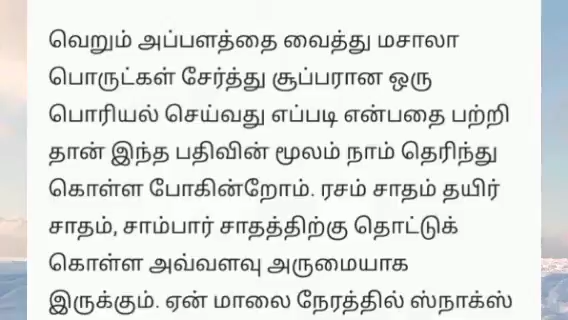 வெறும் அப்பளத்தை வைத்து மசாலா
பொருட்கள் சேர்த்து சூப்பரான ஒரு
பொரியல் செய்வது எப்படி என்பதை பற்றி
தான் இந்த பதிவின் மூலம் நாம் தெரிந்து
கொள்ள போகின்றோம். ரசம் சாதம் தயிர்
சாதம், சாம்பார் சாதத்திற்கு தொட்டுக்
கொள்ள அவ்வளவு அருமையாக
இருக்கும். ஏன் மாலை நேரத்தில் ஸ்நாக்ஸ்